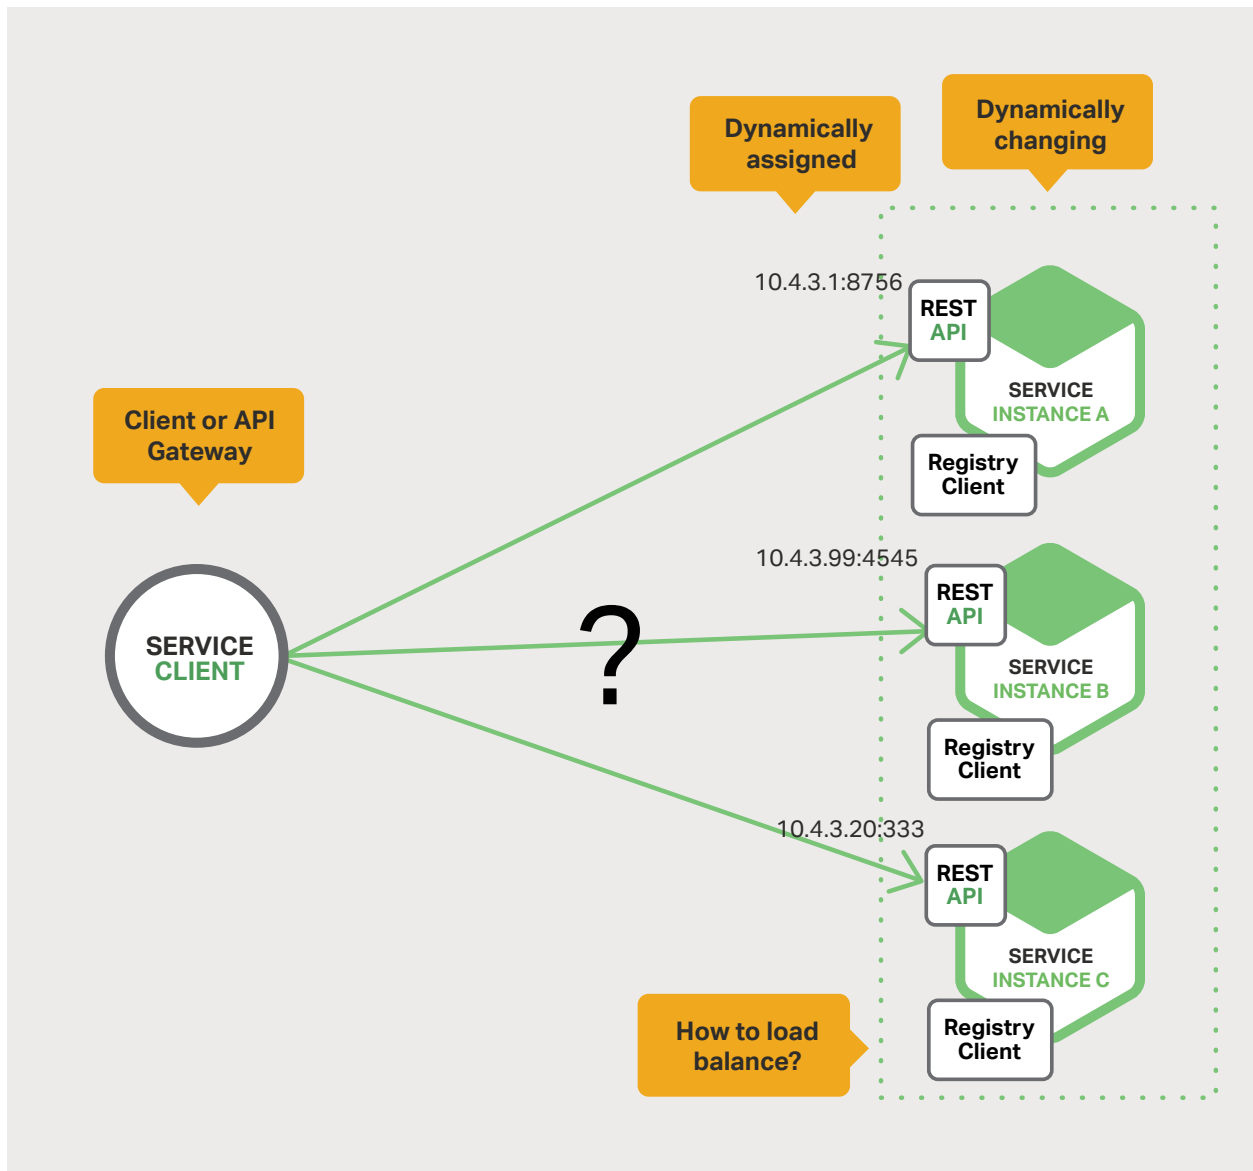 Dynamically
assigned
Dynamically
changing
10.4.3.1:8756
REST
API
SERVICE
INSTANCE A
Registry
Client
Client or API
Gateway
10.4.3.99:4545
REST
API
SERVICE
INSTANCE B
Registry
Client
SERVICE
CLIENT
?
10.4.3.20:333
REST
API
SERVICE
INSTANCE C
Registry
Client
How to load
balance?